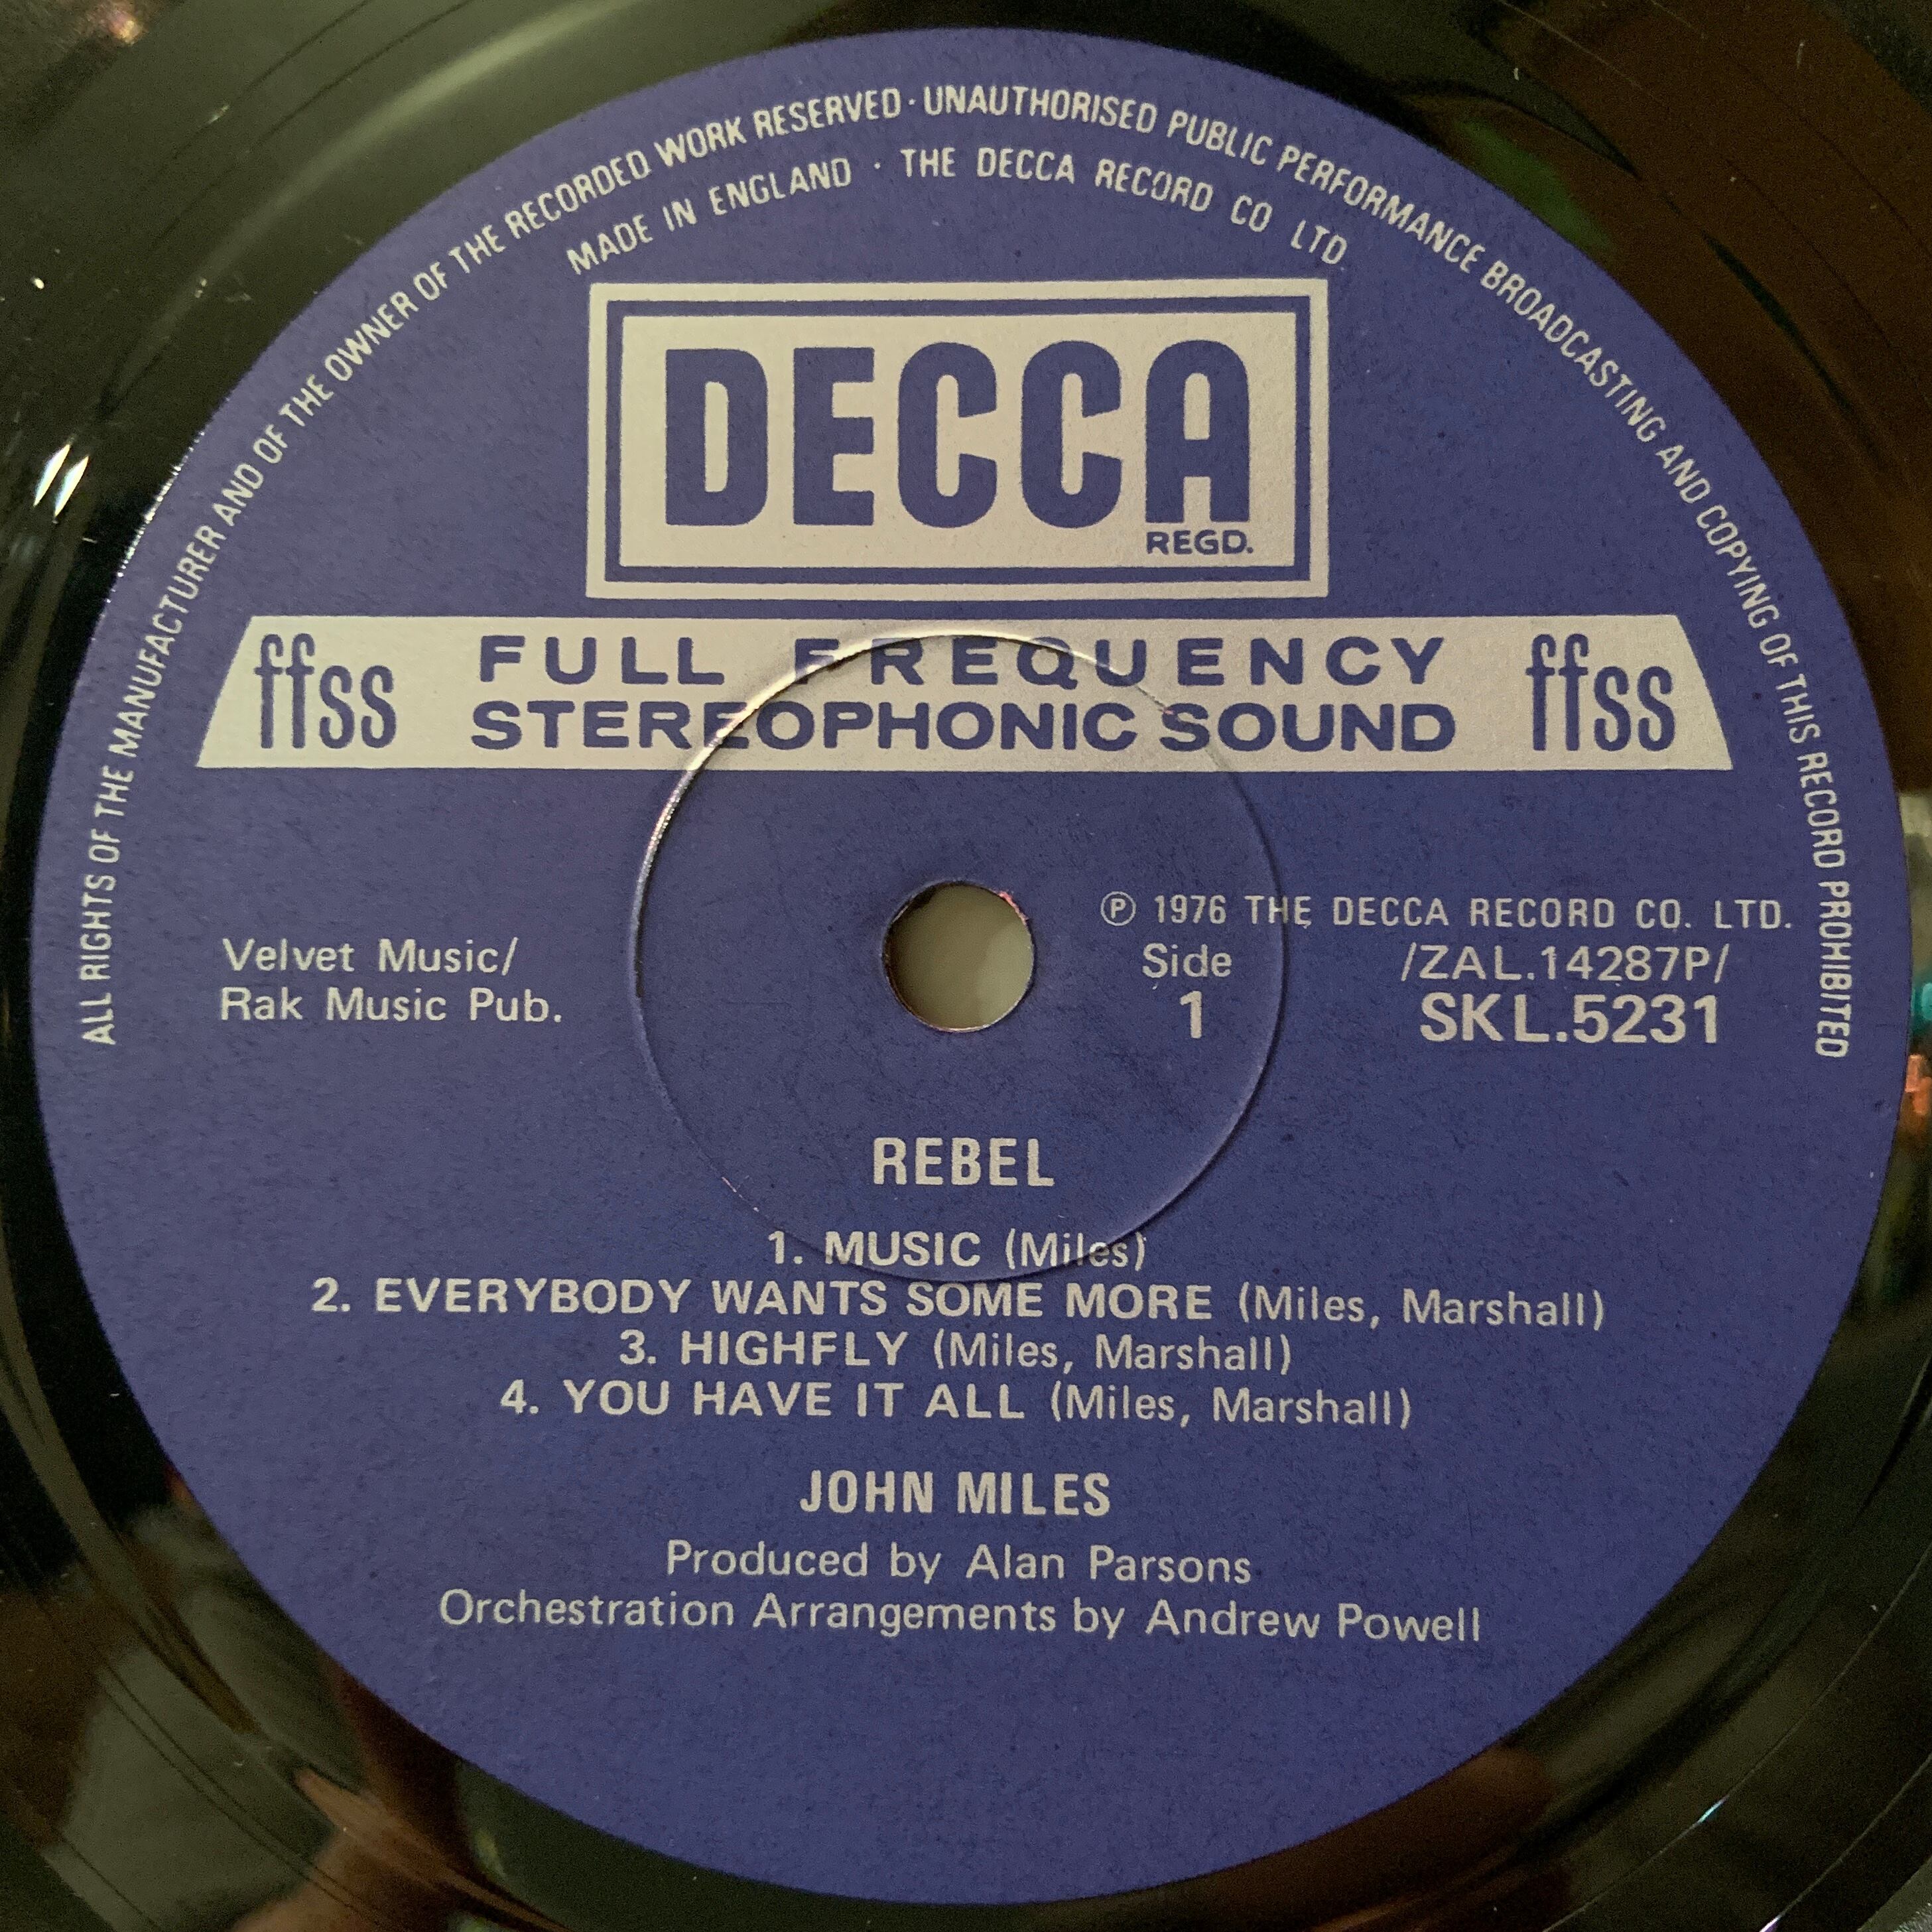 ALL RIGHTS OF THE MANUFACTURER AND OF THE OWNER OF THE RECORDED WORK RESERVED · UNAUTHORISED PUBLIC PERFORMANCE BROADCASTING AND COPYING OF THIS RECORD PROHIBITED
MADE IN ENGLAND · THE DECCA RECORD CO LTD.
DECCA
REGD.
ffss FULL FREQUENCY STEREOPHONIC SOUND ffss
Ⓟ 1976 THE DECCA RECORD CO. LTD.
Velvet Music/
Rak Music Pub.
Side
1
/ZAL.14287P/
SKL.5231
REBEL
1. MUSIC (Miles)
2. EVERYBODY WANTS SOME MORE (Miles, Marshall)
3. HIGHFLY (Miles, Marshall)
4. YOU HAVE IT ALL (Miles, Marshall)
JOHN MILES
Produced by Alan Parsons
Orchestration Arrangements by Andrew Powell